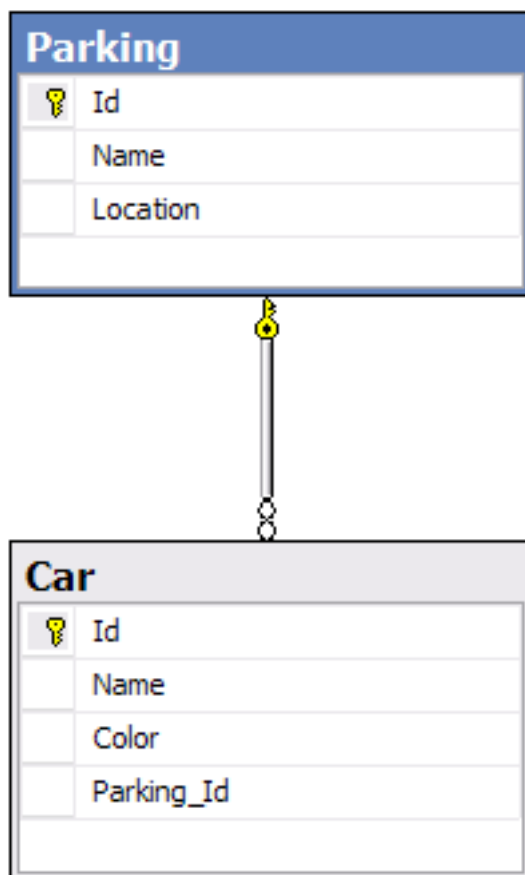 Parking
Id
Name
Location
Car
Id
Name
Color
Parking_Id